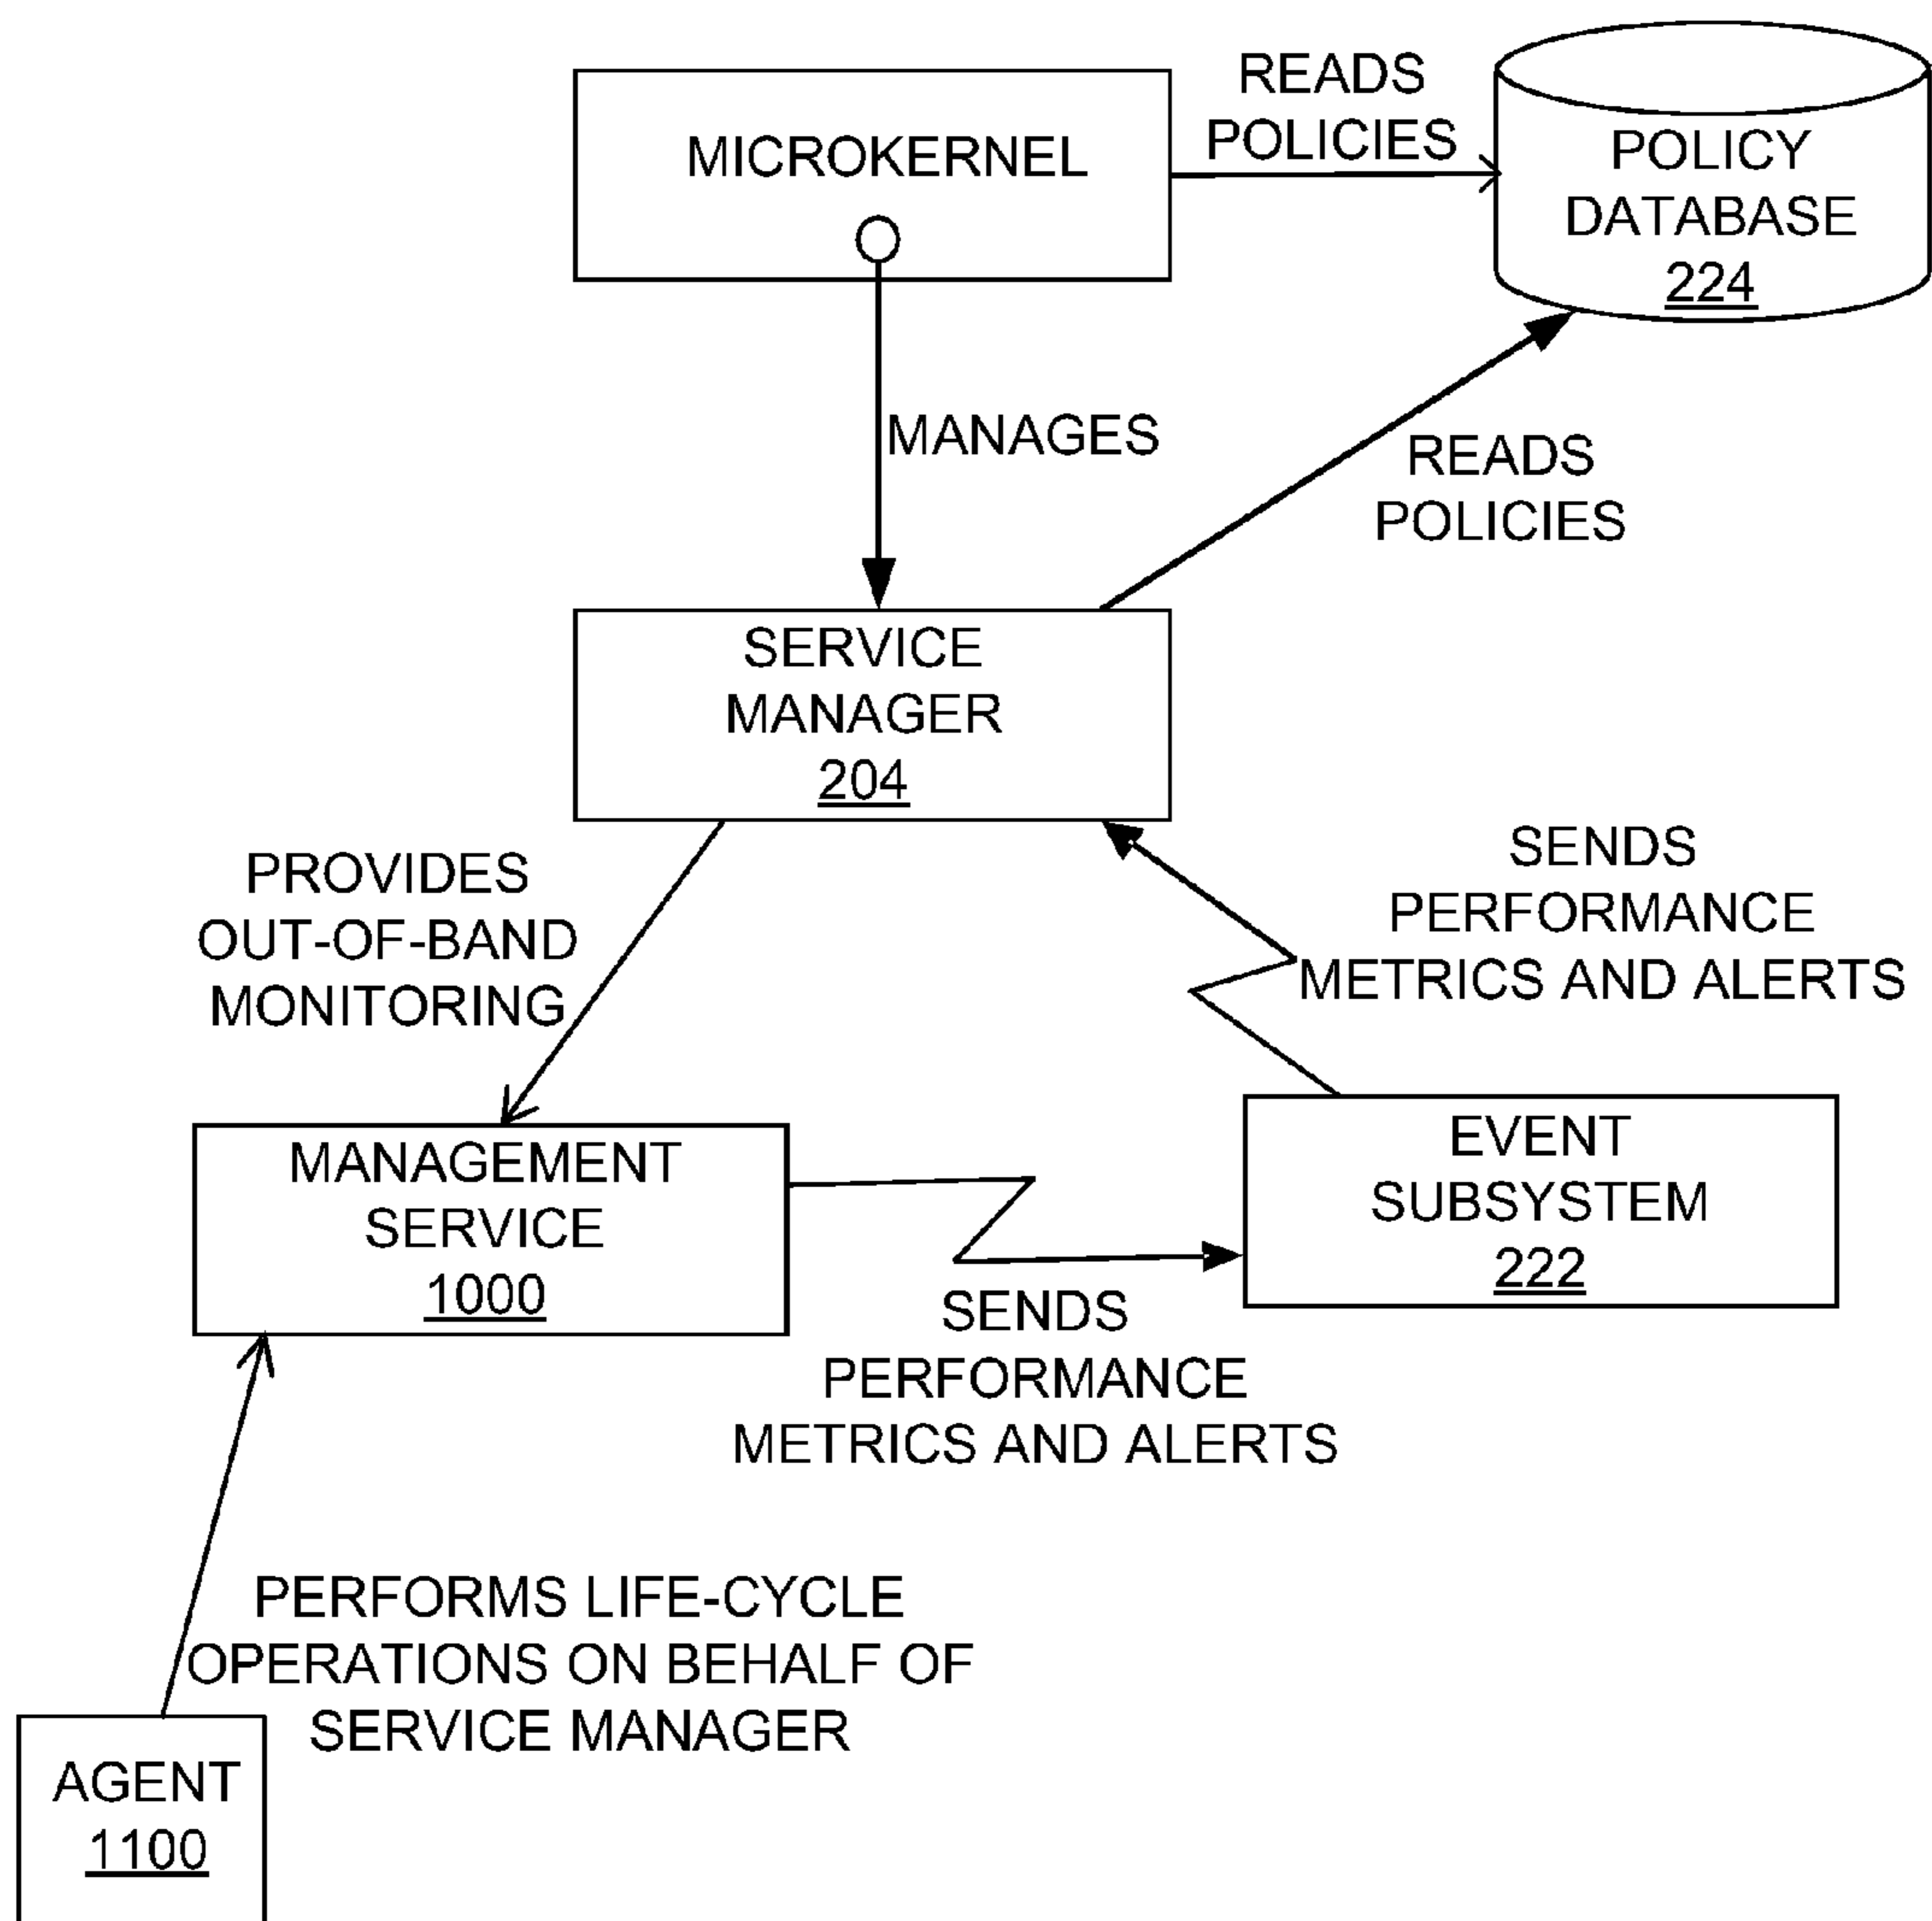 MICROKERNEL
READS
POLICIES
POLICY
DATABASE
224
MANAGES
READS
POLICIES
SERVICE
MANAGER
204
PROVIDES
OUT-OF-BAND
MONITORING
SENDS
PERFORMANCE
METRICS AND ALERTS
MANAGEMENT
SERVICE
1000
EVENT
SUBSYSTEM
222
SENDS
PERFORMANCE
METRICS AND ALERTS
PERFORMS LIFE-CYCLE
OPERATIONS ON BEHALF OF
SERVICE MANAGER
AGENT
1100